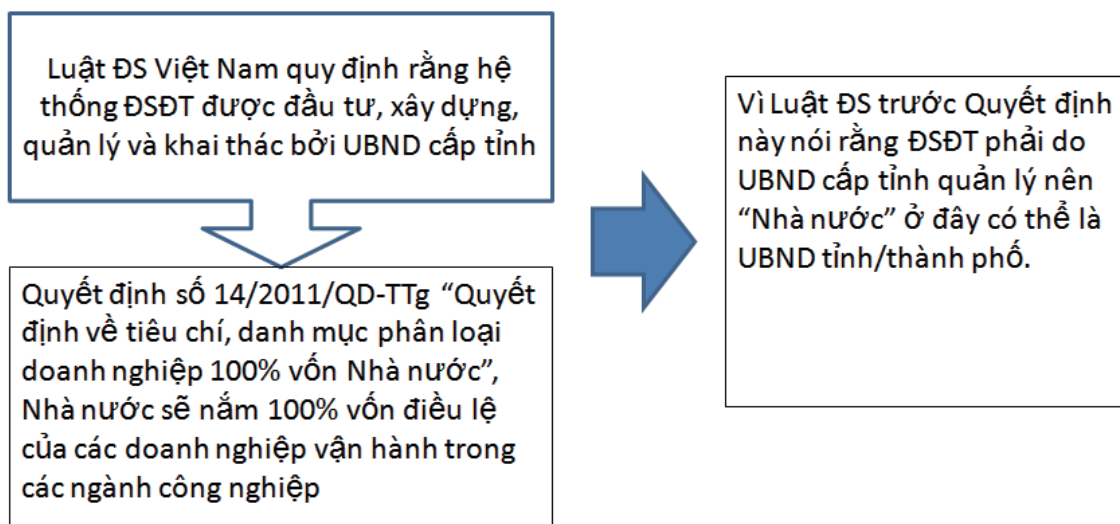 Luật ĐS Việt Nam quy định rằng hệ
thống ĐSĐT được đầu tư, xây dựng,
quản lý và khai thác bởi UBND cấp tỉnh
Quyết định số 14/2011/QD-TTg “Quyết
định về tiêu chí, danh mục phân loại
doanh nghiệp 100% vốn Nhà nước”,
Nhà nước sẽ nắm 100% vốn điều lệ
của các doanh nghiệp vận hành trong
các ngành công nghiệp
Vì Luật ĐS trước Quyết định
này nói rằng ĐSĐT phải do
UBND cấp tỉnh quản lý nên
“Nhà nước” ở đây có thể là
UBND tỉnh/thành phố.